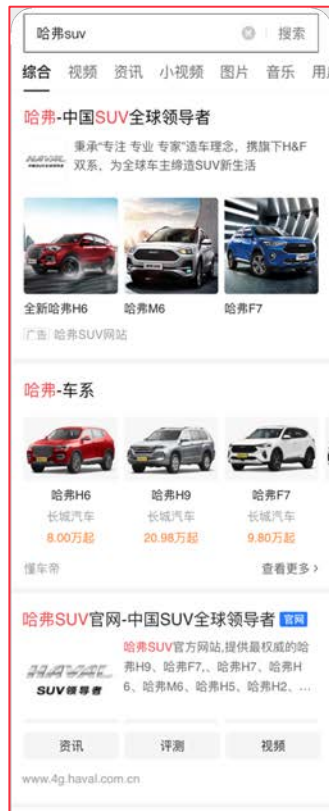 哈弗suv
搜索
综合 视频 资讯 小视频 图片 音乐 用
哈弗-中国SUV全球领导者
秉承“专注 专业 专家”造车理念，携旗下H&F
双系，为全球车主缔造SUV新生活
HAVAL
全新哈弗H6 哈弗M6 哈弗F7
广告 哈弗SUV网站
哈弗-车系
哈弗H6 哈弗H9 哈弗F7
长城汽车 长城汽车 长城汽车
8.00万起 20.98万起 9.80万起
懂车帝 查看更多 >
哈弗SUV官网-中国SUV全球领导者 官网
哈弗SUV官方网站,提供最权威的哈
弗H9、哈弗F7,、哈弗H7、哈弗H
6、哈弗M6、哈弗H5、哈弗H2、...
HAVAL
SUV领导者
资讯 评测 视频
www.4g.haval.com.cn